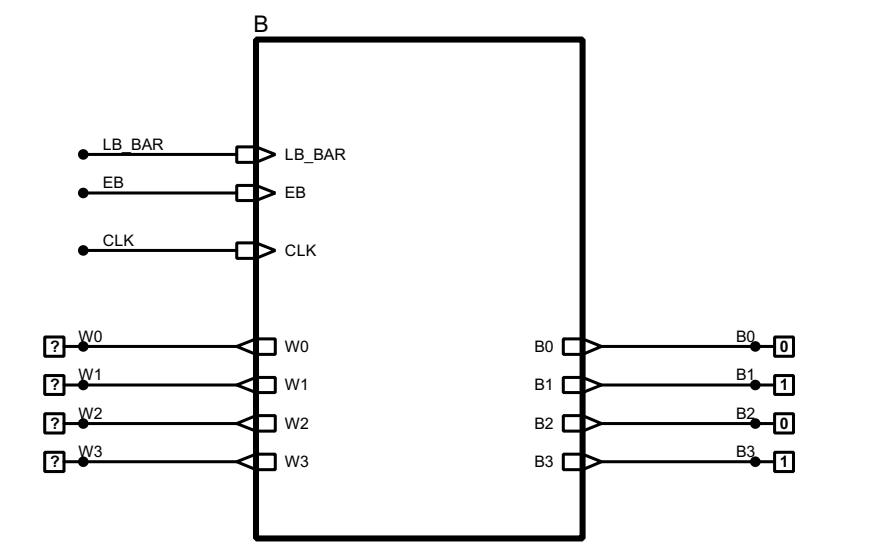 B
LB_BAR
LB_BAR
EB
EB
CLK
CLK
? W0 W0 B0 B0 0
? W1 W1 B1 B1 1
? W2 W2 B2 B2 0
? W3 W3 B3 B3 1